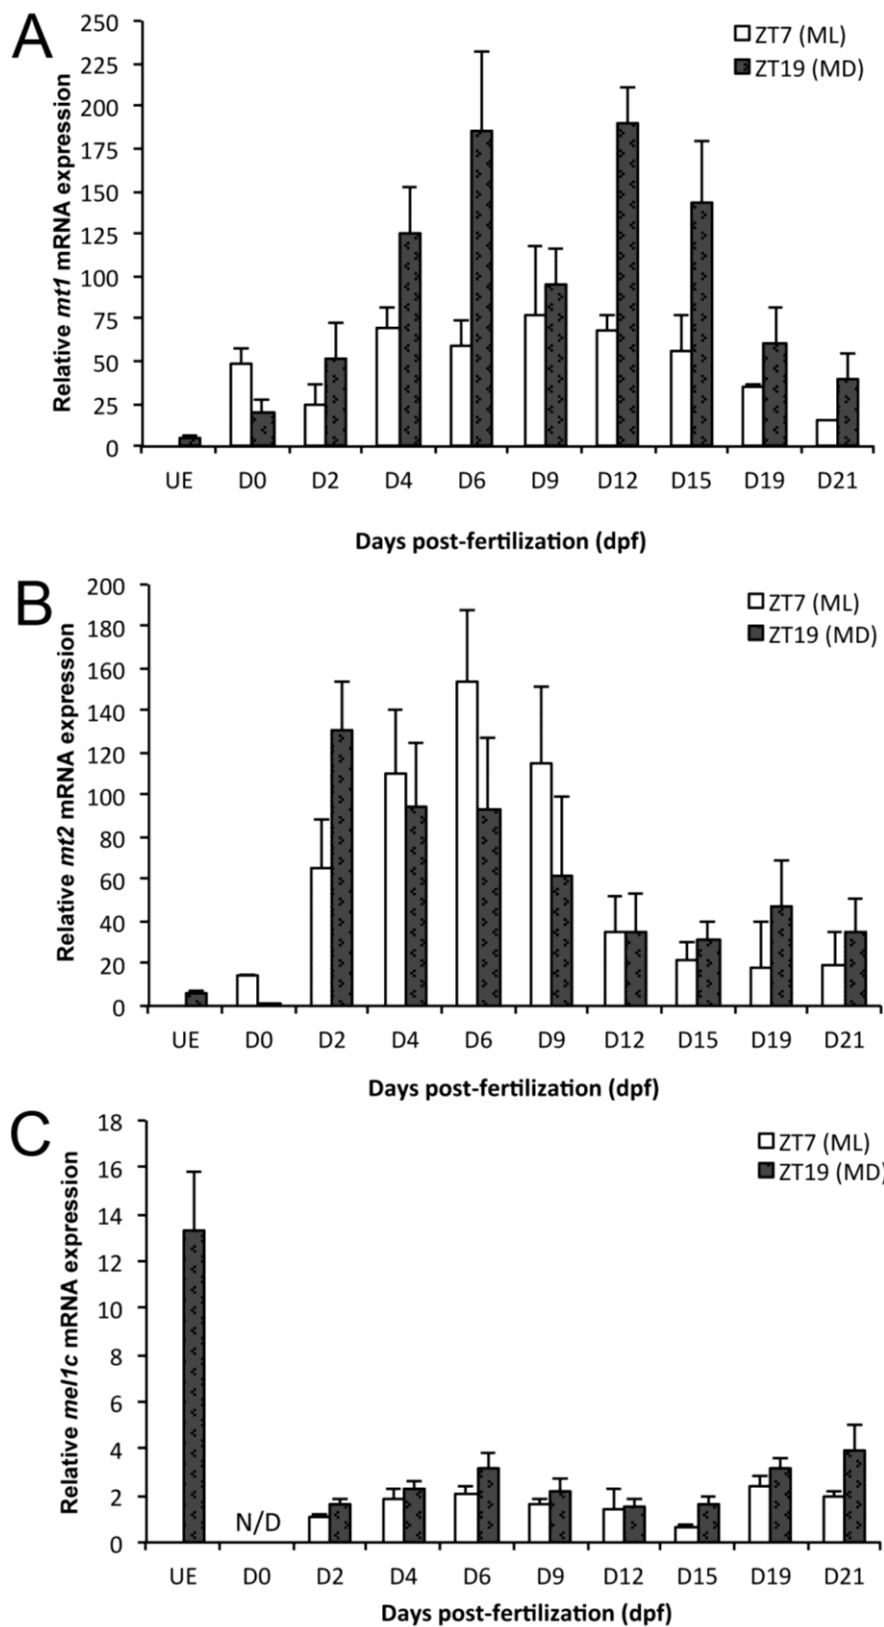 A
Relative mt1 mRNA expression
250
225
200
175
150
125
100
75
50
25
0
ZT7 (ML)
ZT19 (MD)
UE D0 D2 D4 D6 D9 D12 D15 D19 D21
Days post-fertilization (dpf)
B
Relative mt2 mRNA expression
200
180
160
140
120
100
80
60
40
20
0
ZT7 (ML)
ZT19 (MD)
UE D0 D2 D4 D6 D9 D12 D15 D19 D21
Days post-fertilization (dpf)
C
Relative mel1c mRNA expression
18
16
14
12
10
8
6
4
2
0
ZT7 (ML)
ZT19 (MD)
N/D
UE D0 D2 D4 D6 D9 D12 D15 D19 D21
Days post-fertilization (dpf)